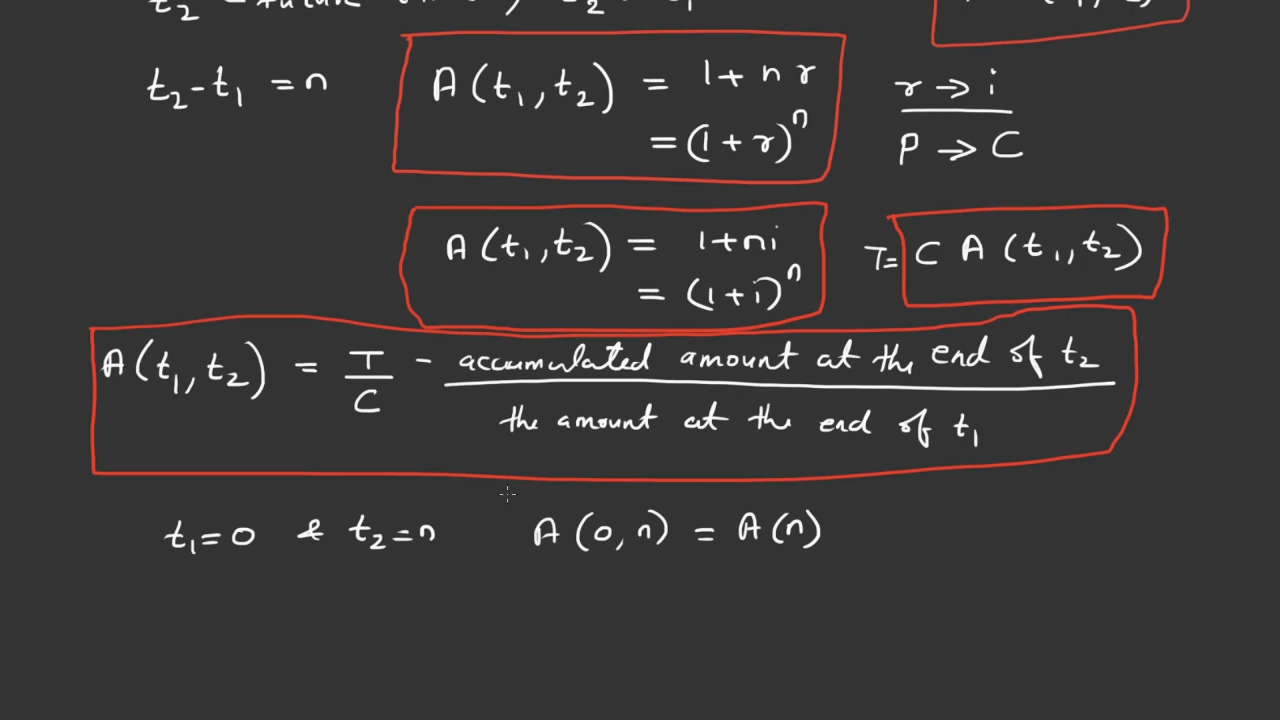 t₂
t₂ - t₁ = n
A(t₁, t₂) = 1 + n r
= (1 + r)ⁿ
r → i
P → C
A(t₁, t₂) = 1 + ni
= (1 + i)ⁿ
T = C A(t₁, t₂)
A(t₁, t₂) = T/C - accumulated amount at the end of t₂
the amount at the end of t₁
t₁ = 0 & t₂ = n A(0, n) = A(n)